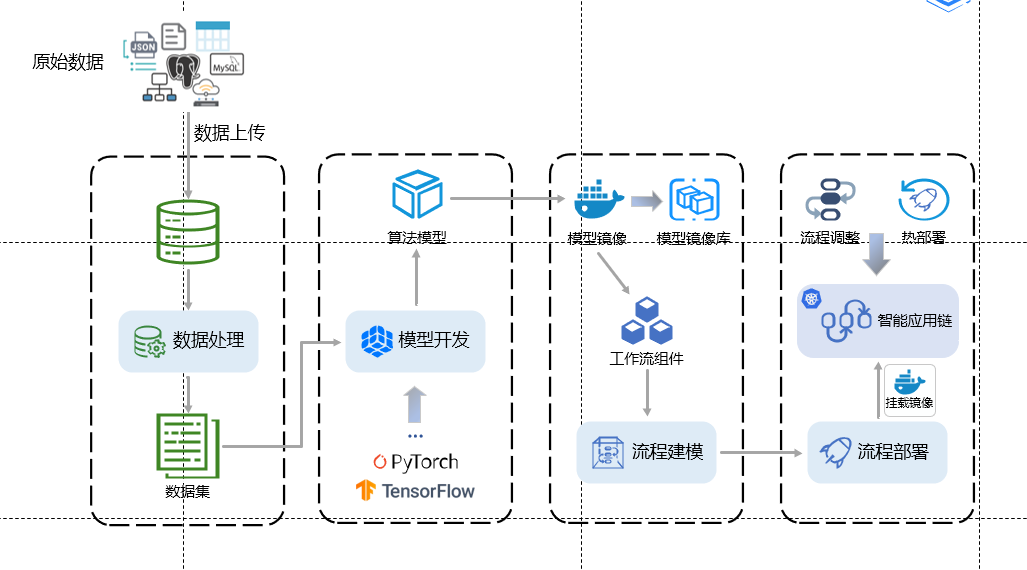 原始数据
JSON
MySQL
数据上传
数据处理
数据集
算法模型
模型开发
...
PyTorch
TensorFlow
模型镜像
模型镜像库
工作流组件
流程建模
流程调整
热部署
智能应用链
挂载镜像
流程部署